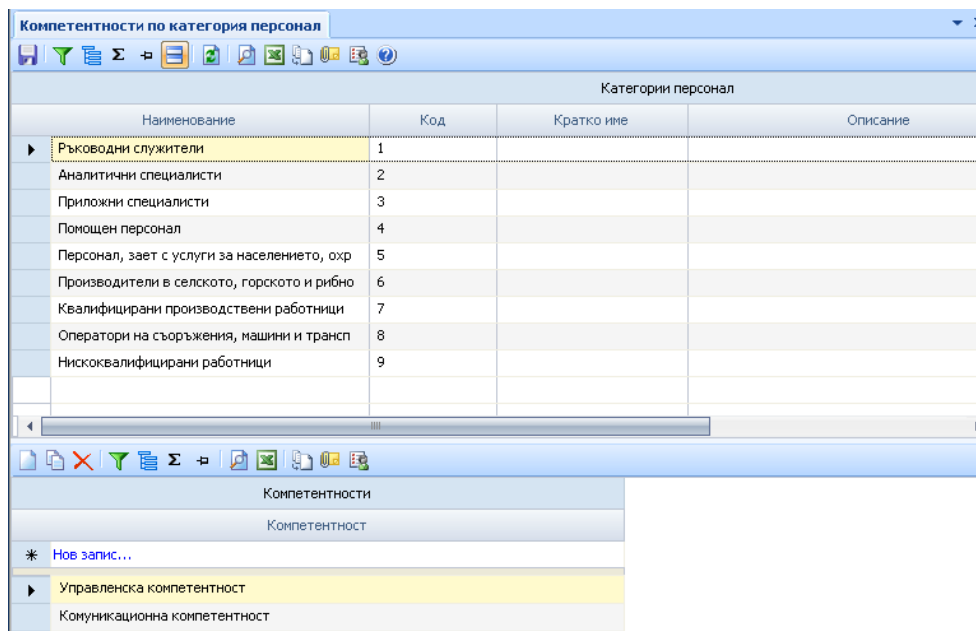 Компетентности по категория персонал
Категории персонал
Наименование Код Кратко име Описание
Ръководни служители 1
Аналитични специалисти 2
Приложни специалисти 3
Помощен персонал 4
Персонал, зает с услуги за населението, охр 5
Производители в селското, горското и рибно 6
Квалифицирани производствени работници 7
Оператори на съоръжения, машини и трансп 8
Нискоквалифицирани работници 9
Компетентности
Компетентност
Нов запис...
Управленска компетентност
Комуникационна компетентност